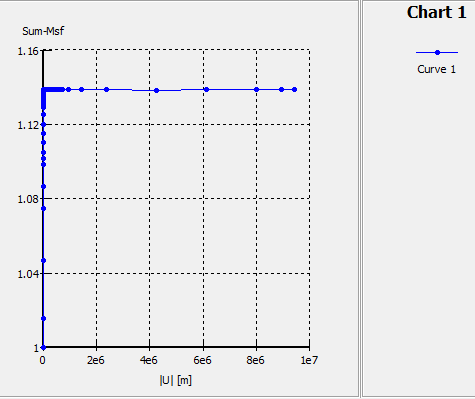 Chart 1
Sum-Msf
1.16
1.12
1.08
1.04
1
0 2e6 4e6 6e6 8e6 1e7
|U| [m]
Curve 1